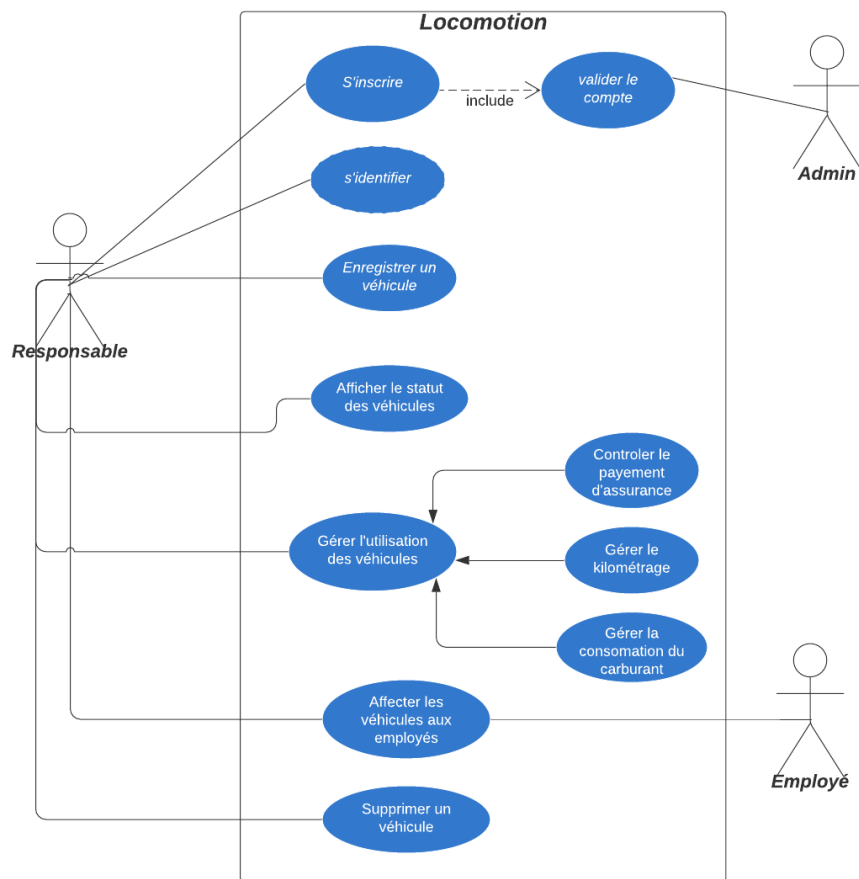 Locomotion
S'inscrire
include
valider le
compte
Admin
s'identifier
Enregistrer un
véhicule
Responsable
Afficher le statut
des véhicules
Controler le
payement
d'assurance
Gérer l'utilisation
des véhicules
Gérer le
kilométrage
Gérer la
consomation du
carburant
Affecter les
véhicules aux
employés
Employé
Supprimer un
véhicule